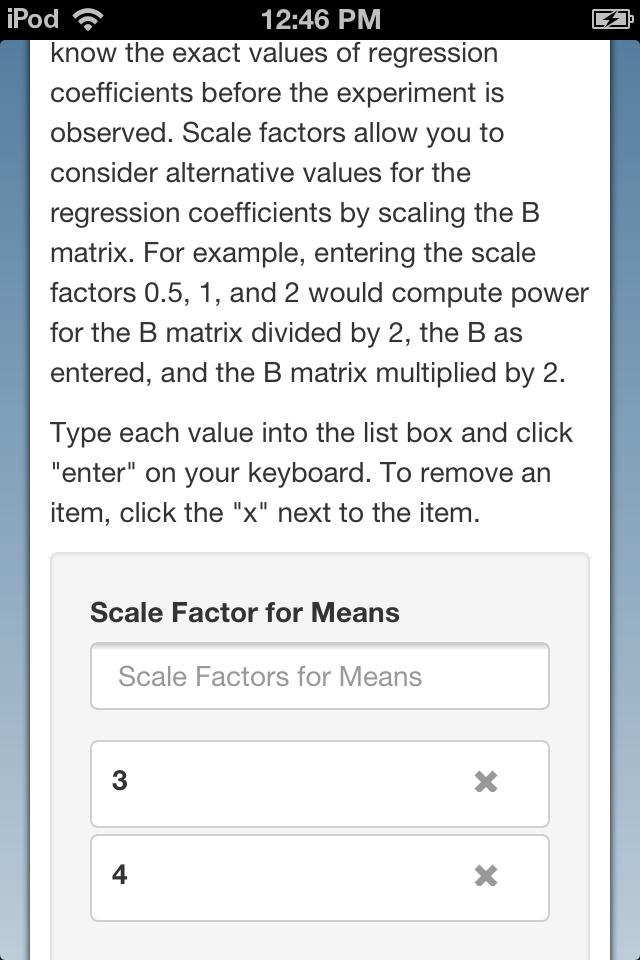 iPod 12:46 PM
know the exact values of regression
coefficients before the experiment is
observed. Scale factors allow you to
consider alternative values for the
regression coefficients by scaling the B
matrix. For example, entering the scale
factors 0.5, 1, and 2 would compute power
for the B matrix divided by 2, the B as
entered, and the B matrix multiplied by 2.
Type each value into the list box and click
"enter" on your keyboard. To remove an
item, click the "x" next to the item.
Scale Factor for Means
Scale Factors for Means
3
4